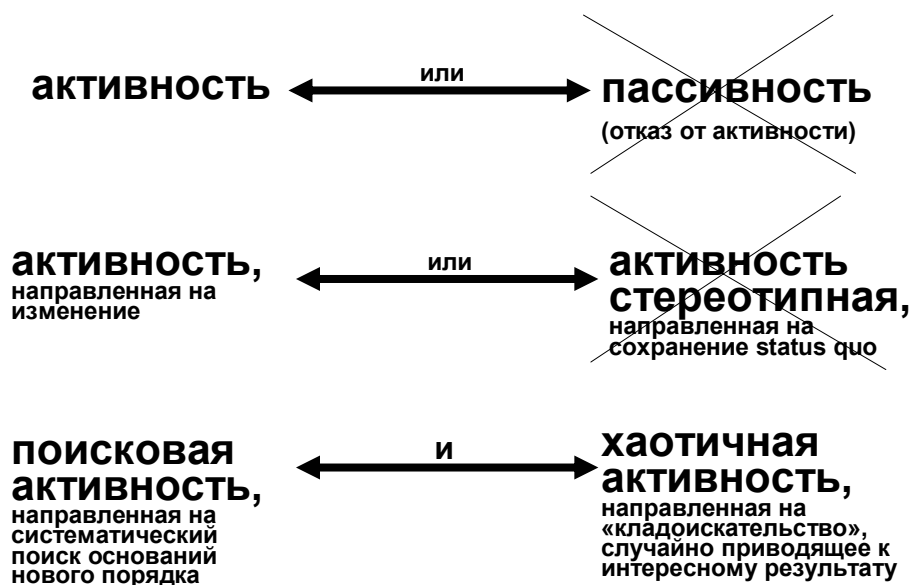 активность
или
пассивность
(отказ от активности)
активность,
направленная на
изменение
или
активность
стереотипная,
направленная на
сохранение status quo
поисковая
активность,
направленная на
систематический
поиск оснований
нового порядка
и
хаотичная
активность,
направленная на
«кладоискательство»,
случайно приводящее к
интересному результату